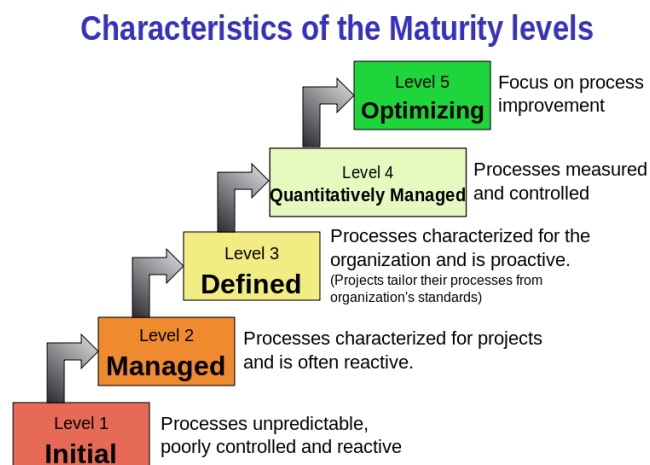 Characteristics of the Maturity levels
Level 5
Optimizing
Focus on process
improvement
Level 4
Quantitatively Managed
Processes measured
and controlled
Level 3
Defined
Processes characterized for the
organization and is proactive.
(Projects tailor their processes from
organization's standards)
Level 2
Managed
Processes characterized for projects
and is often reactive.
Level 1
Initial
Processes unpredictable,
poorly controlled and reactive